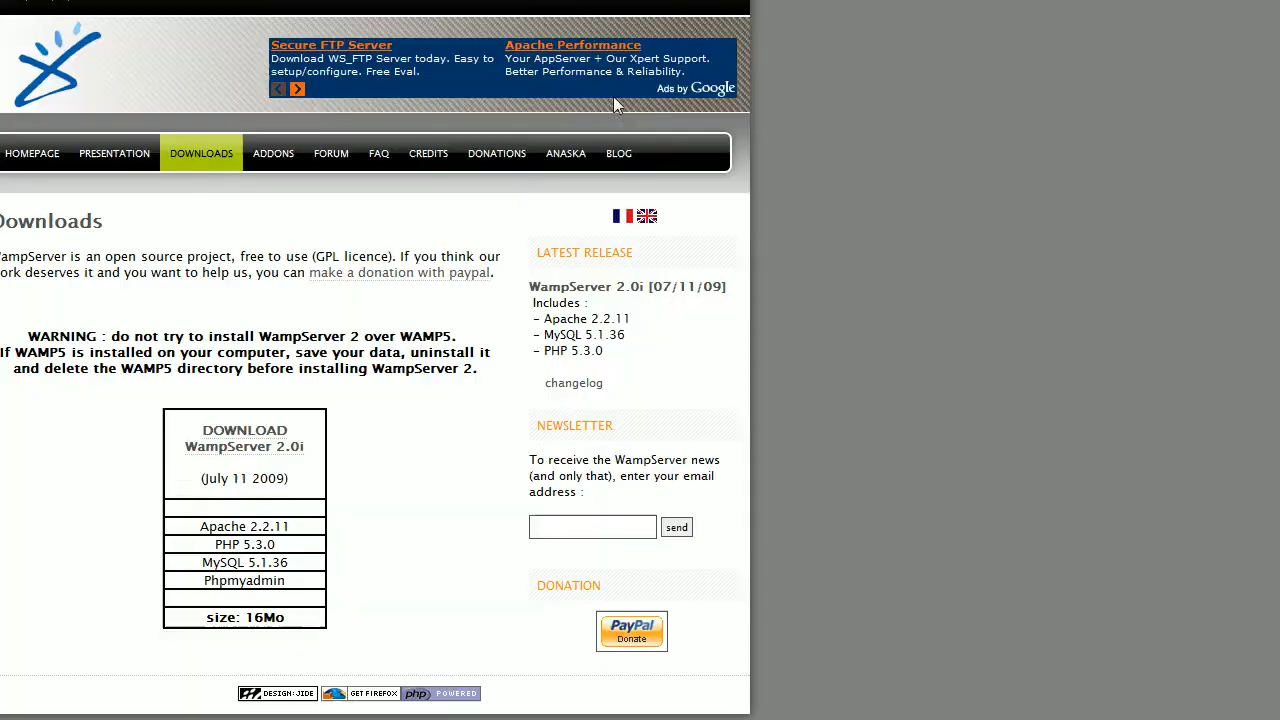 Secure FTP Server
Download WS_FTP Server today. Easy to
setup/configure. Free Eval.
Apache Performance
Your AppServer + Our Xpert Support.
Better Performance & Reliability.
Ads by Google
HOMEPAGE PRESENTATION DOWNLOADS ADDONS FORUM FAQ CREDITS DONATIONS ANASKA BLOG
ownloads
ampServer is an open source project, free to use (GPL licence). If you think our
ork deserves it and you want to help us, you can make a donation with paypal.
WARNING : do not try to install WampServer 2 over WAMP5.
If WAMP5 is installed on your computer, save your data, uninstall it
and delete the WAMP5 directory before installing WampServer 2.
DOWNLOAD
WampServer 2.0i
(July 11 2009)
Apache 2.2.11
PHP 5.3.0
MySQL 5.1.36
Phpmyadmin
size: 16Mo
LATEST RELEASE
WampServer 2.0i [07/11/09]
Includes :
- Apache 2.2.11
- MySQL 5.1.36
- PHP 5.3.0
changelog
NEWSLETTER
To receive the WampServer news
(and only that), enter your email
address :
send
DONATION
PayPal
Donate
DESIGN:JIDE GET FIREFOX php POWERED